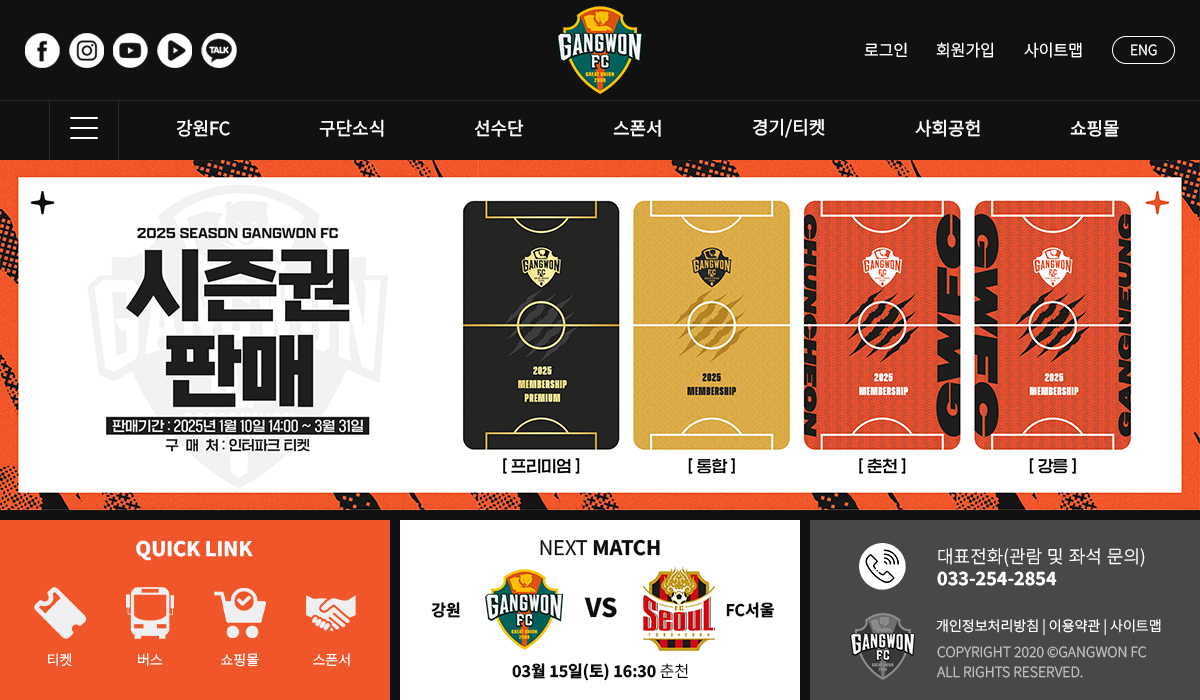 TALK
GANGWON
FC
GREAT UNION
2008
로그인 회원가입 사이트맵 ENG
강원FC 구단소식 선수단 스폰서 경기/티켓 사회공헌 쇼핑몰
2025 SEASON GANGWON FC
시즌권
판매
판매기간 : 2025년 1월 10일 14:00 ~ 3월 31일
구 매 처 : 인터파크 티켓
GANGWON
FC
2025
MEMBERSHIP
PREMIUM
[ 프리미엄 ]
GANGWON
FC
2025
MEMBERSHIP
[ 통합 ]
CHUNCHEON
GANGWON
FC
GWFC
2025
MEMBERSHIP
[ 춘천 ]
GWFC
GANGWON
FC
GANGNEUNG
2025
MEMBERSHIP
[ 강릉 ]
QUICK LINK
티켓 버스 쇼핑몰 스폰서
NEXT MATCH
강원
GANGWON
FC
GREAT UNION
2008
VS
FC
Seoul
FC서울
03월 15일(토) 16:30 춘천
대표전화(관람 및 좌석 문의)
033-254-2854
GANGWON
FC
개인정보처리방침 | 이용약관 | 사이트맵
COPYRIGHT 2020 ©GANGWON FC
ALL RIGHTS RESERVED.